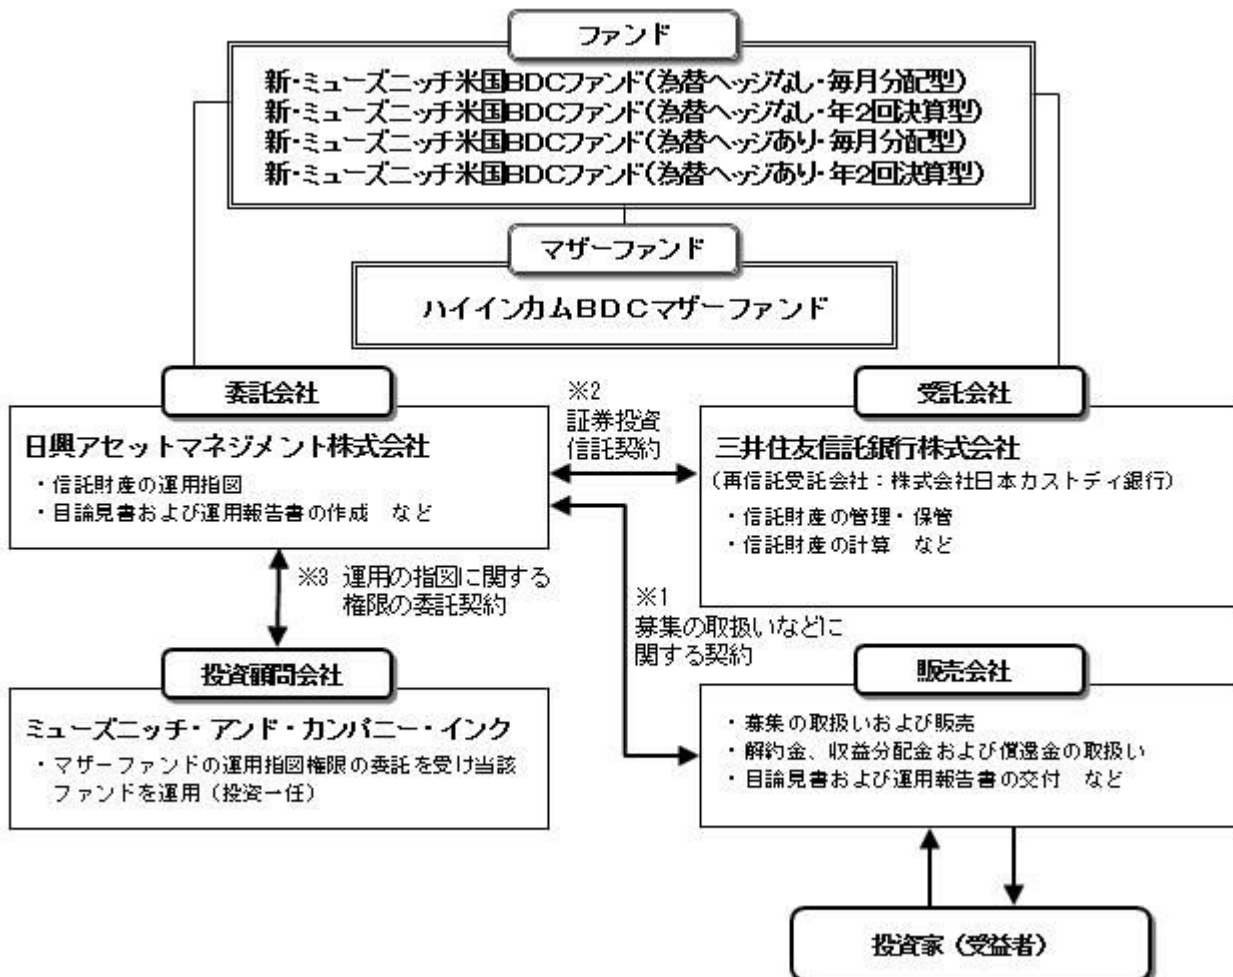 ファンド
新・ミューズニッチ米国BDCファンド(為替ヘッジなし・毎月分配型)
新・ミューズニッチ米国BDCファンド(為替ヘッジなし・年2回決算型)
新・ミューズニッチ米国BDCファンド(為替ヘッジあり・毎月分配型)
新・ミューズニッチ米国BDCファンド(為替ヘッジあり・年2回決算型)
マザーファンド
ハイインカムBDCマザーファンド
委託会社
日興アセットマネジメント株式会社
・信託財産の運用指図
・目論見書および運用報告書の作成 など
※2
証券投資
信託契約
受託会社
三井住友信託銀行株式会社
(再信託受託会社:株式会社日本カストディ銀行)
・信託財産の管理・保管
・信託財産の計算 など
※3 運用の指図に関する
権限の委託契約
※1
募集の取扱いなどに
関する契約
投資顧問会社
ミューズニッチ・アンド・カンパニー・インク
・マザーファンドの運用指図権限の委託を受け当該
ファンドを運用(投資一任)
販売会社
・募集の取扱いおよび販売
・解約金、収益分配金および償還金の取扱い
・目論見書および運用報告書の交付 など
投資家(受益者)